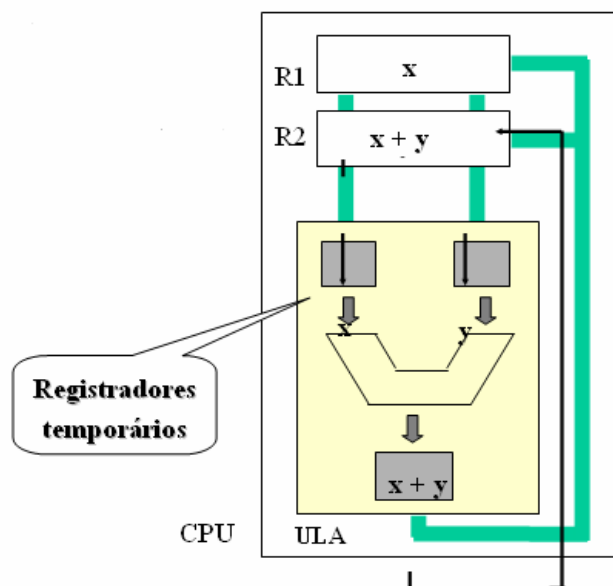 R1
x
R2
x + y
x
y
Registradores
temporários
x + y
CPU
ULA